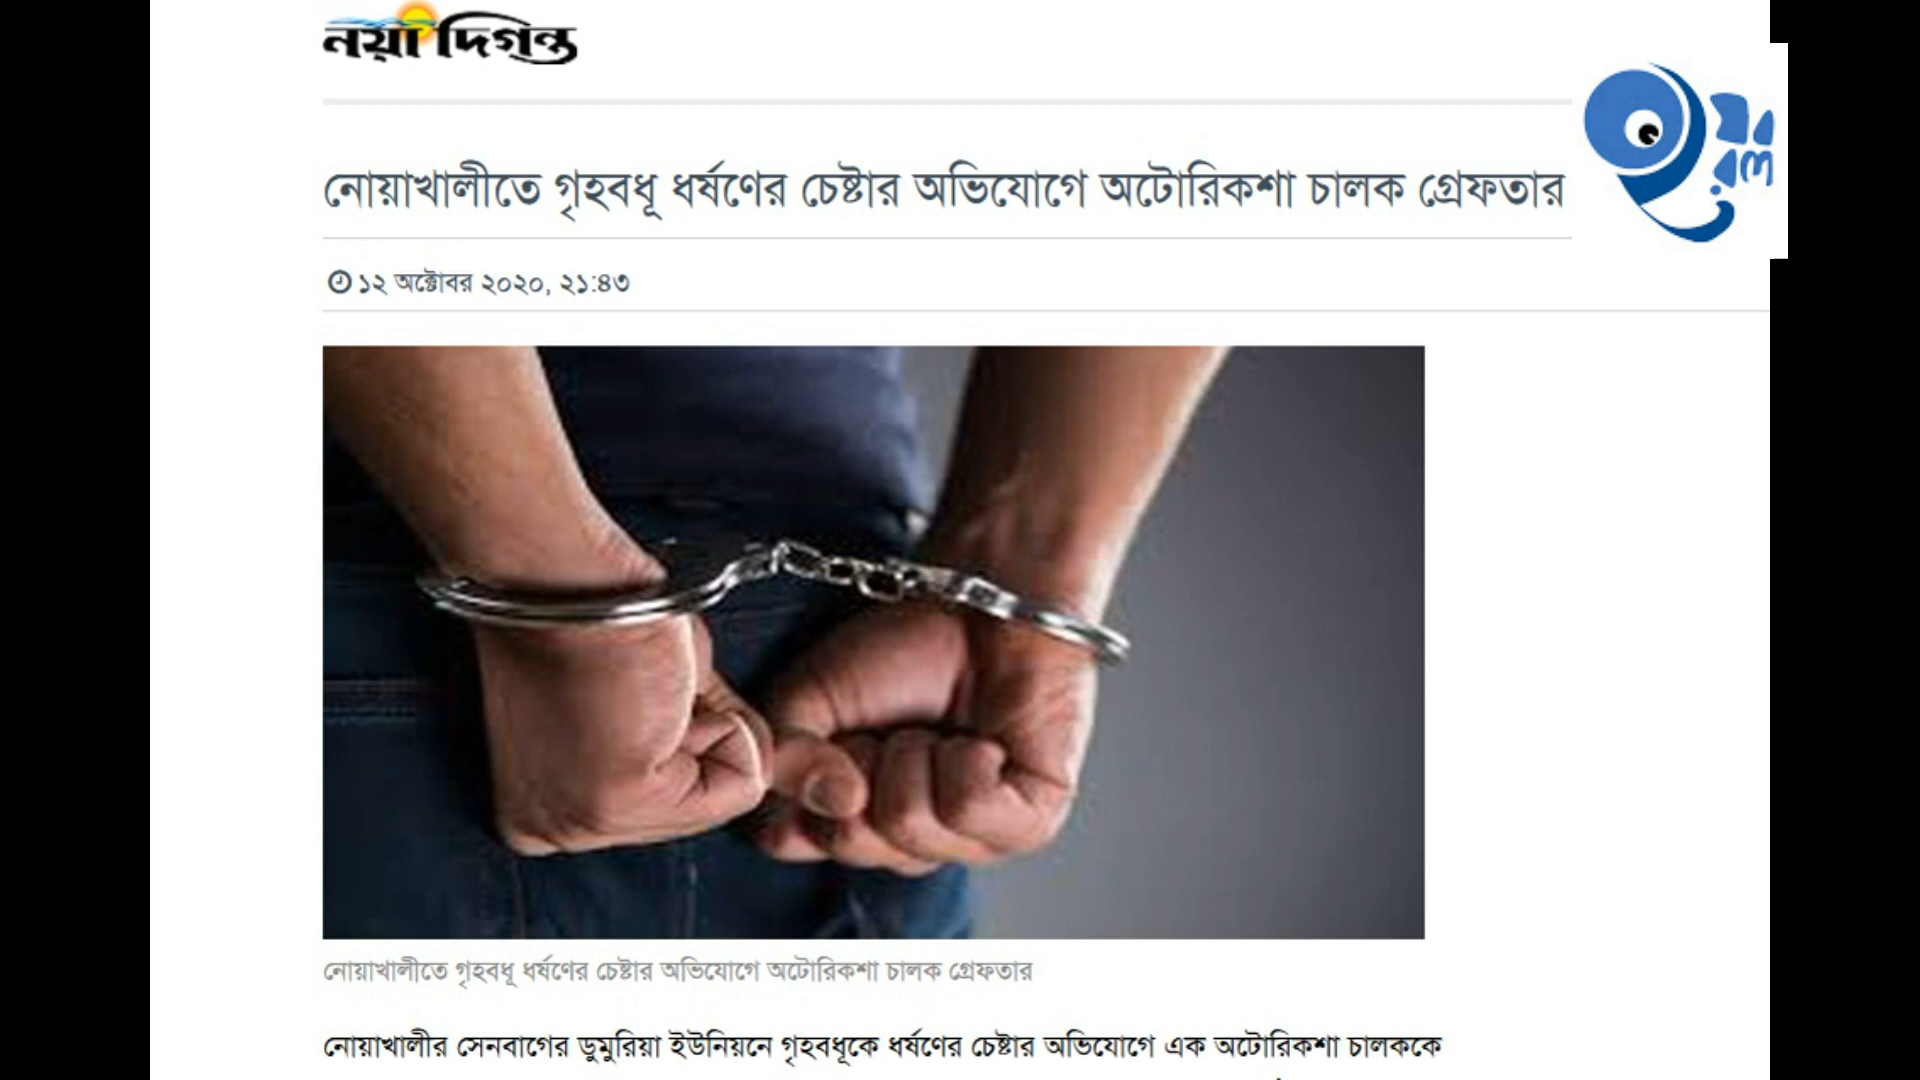 নয়া দিগন্ত
হযবরল
নোয়াখালীতে গৃহবধূ ধর্ষণের চেষ্টার অভিযোগে অটোরিকশা চালক গ্রেফতার
১২ অক্টোবর ২০২০, ২১:৪৩
নোয়াখালীতে গৃহবধূ ধর্ষণের চেষ্টার অভিযোগে অটোরিকশা চালক গ্রেফতার
নোয়াখালীর সেনবাগের ডুমুরিয়া ইউনিয়নে গৃহবধূকে ধর্ষণের চেষ্টার অভিযোগে এক অটোরিকশা চালককে